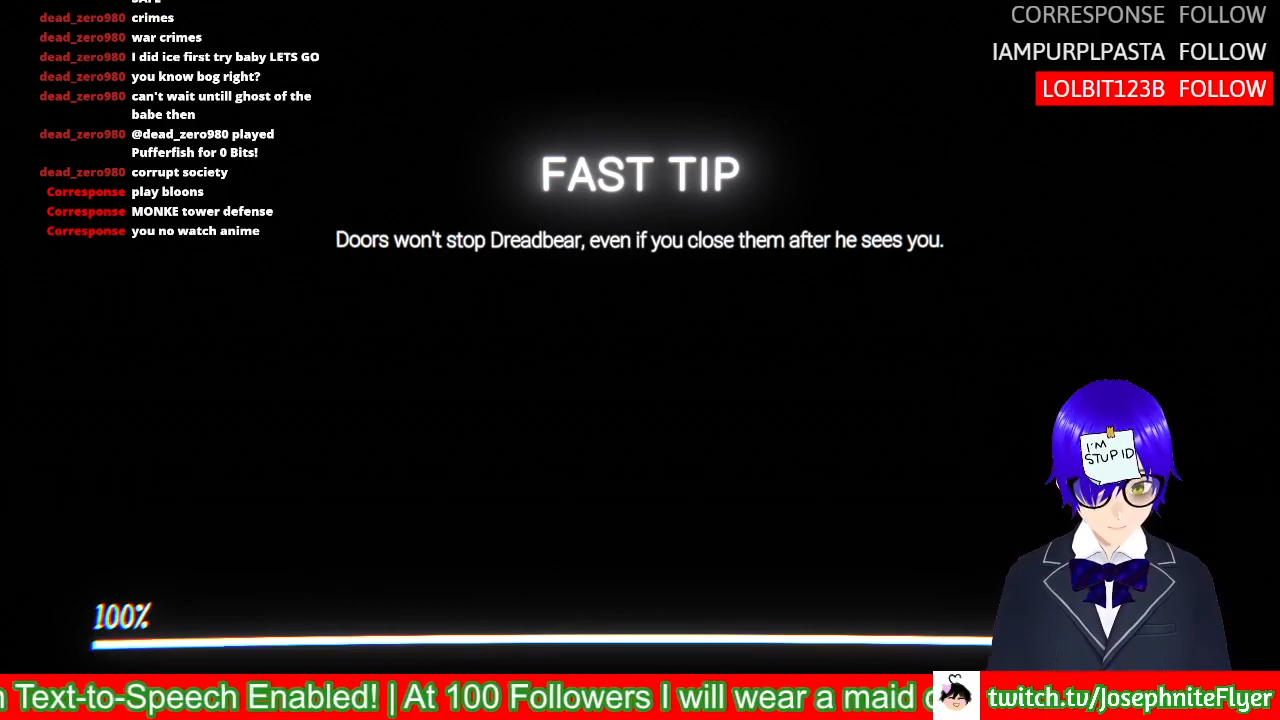 dead_zero980 crimes
dead_zero980 war crimes
dead_zero980 I did ice first try baby LETS GO
dead_zero980 you know bog right?
dead_zero980 can't wait untill ghost of the
babe then
dead_zero980 @dead_zero980 played
Pufferfish for 0 Bits!
dead_zero980 corrupt society
Corresponse play bloons
Corresponse MONKE tower defense
Corresponse you no watch anime
CORRESPONSE FOLLOW
IAMPURPLPASTA FOLLOW
LOLBIT123B FOLLOW
FAST TIP
Doors won't stop Dreadbear, even if you close them after he sees you.
I'M
STUPID
100%
Text-to-Speech Enabled! | At 100 Followers I will wear a maid
twitch.tv/JosephniteFlyer